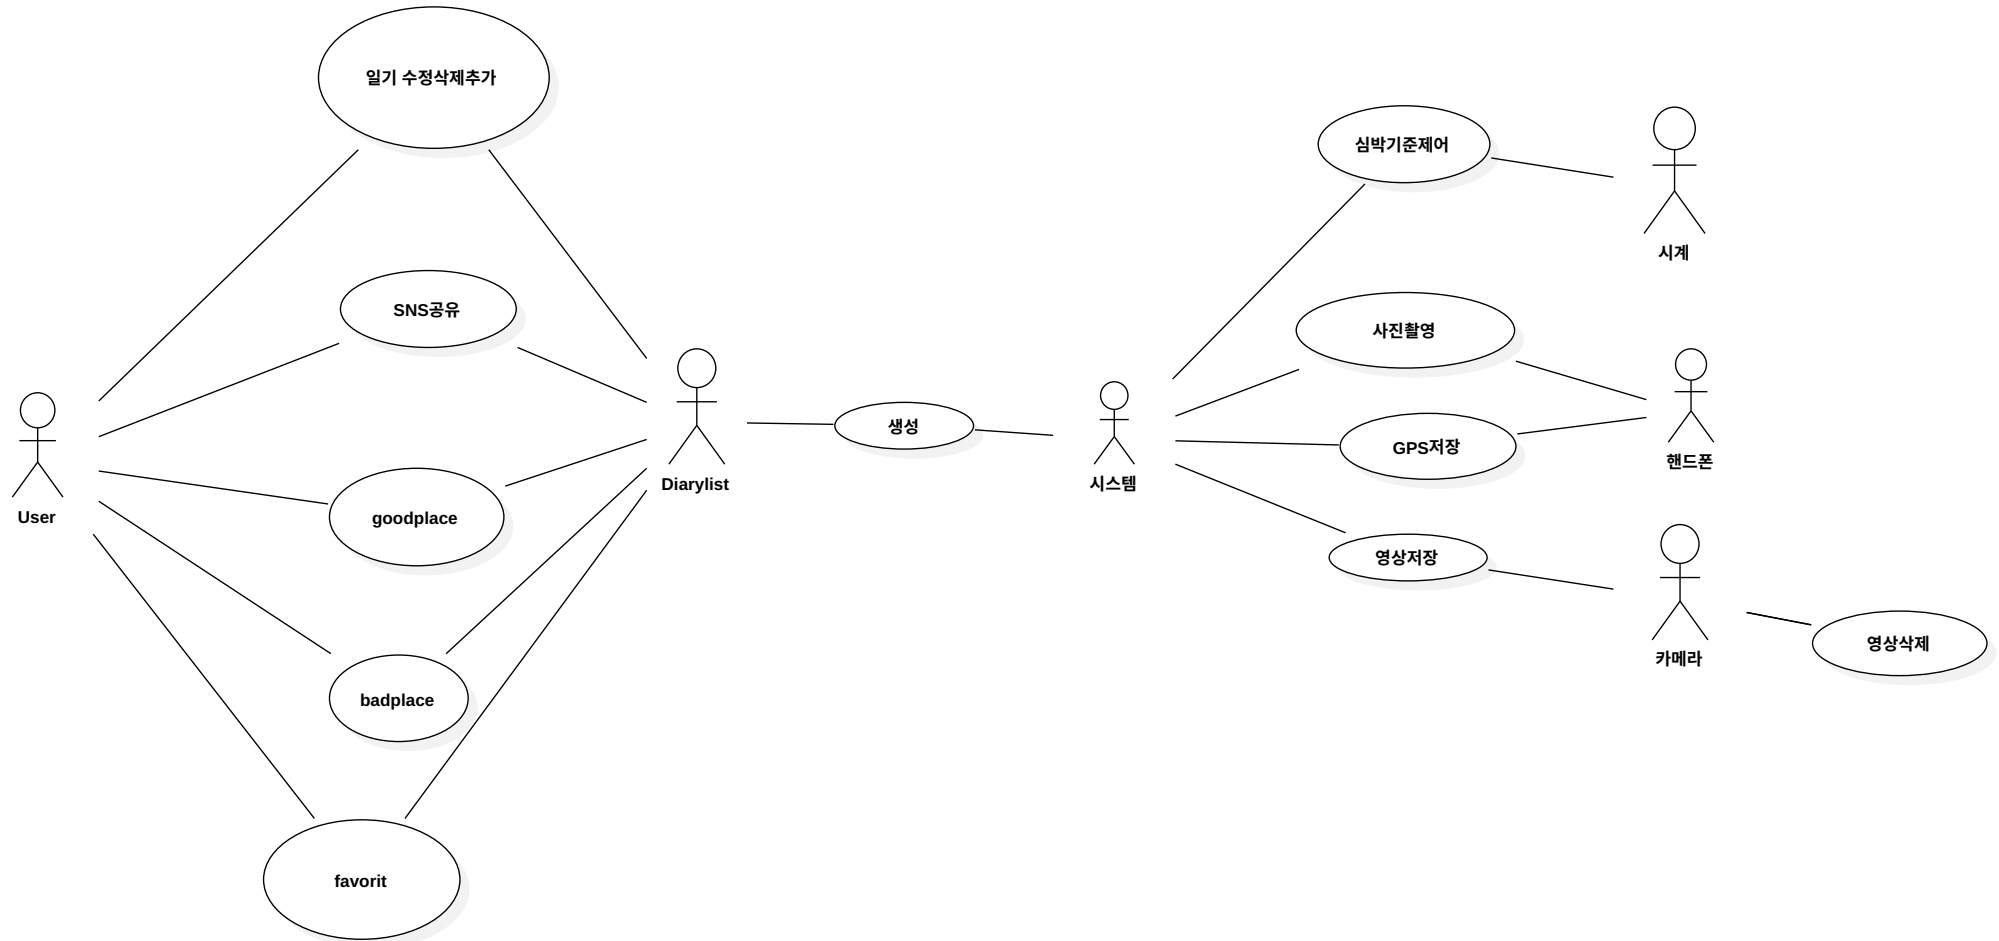 일기 수정삭제추가
심박기준제어
시계
SNS공유
사진촬영
생성
GPS저장
핸드폰
Diarylist
시스템
User
goodplace
영상저장
영상삭제
카메라
badplace
favorit